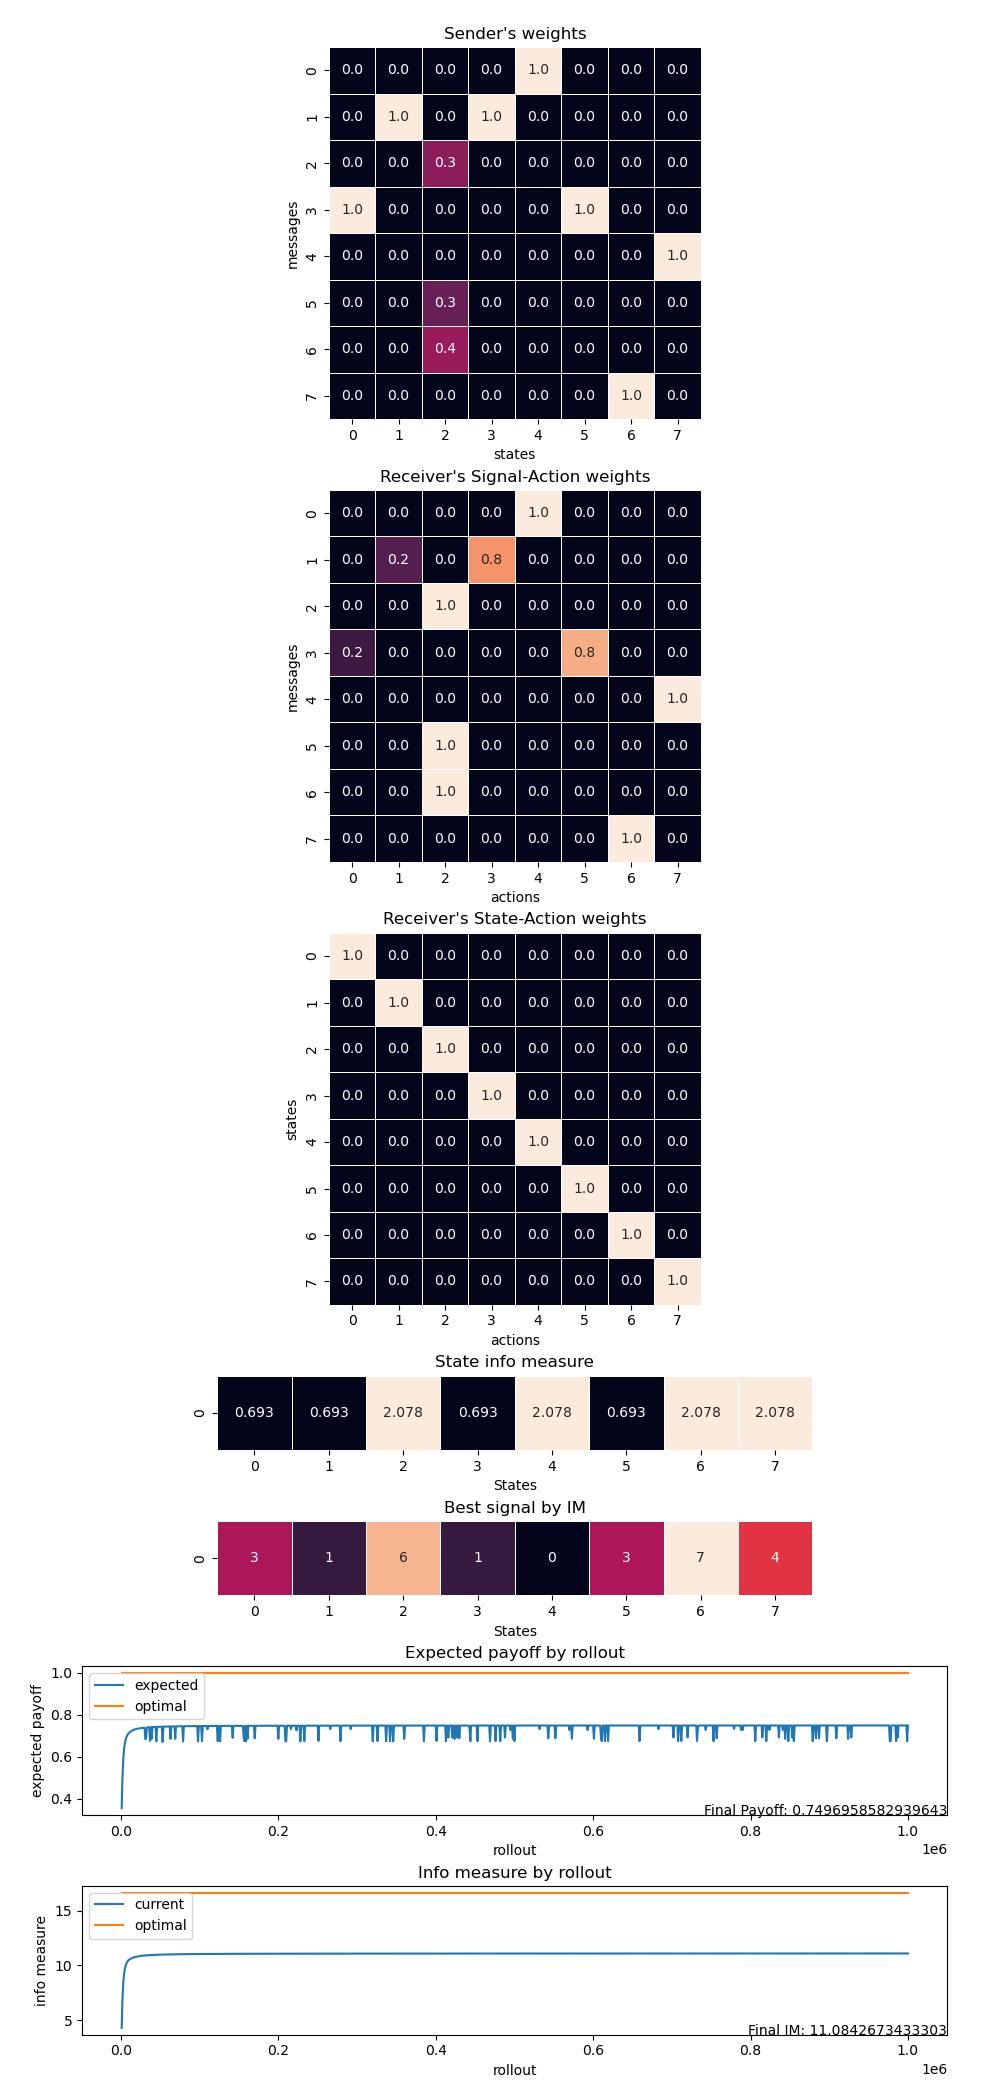 Sender's weights
0 0.0 0.0 0.0 0.0 1.0 0.0 0.0 0.0
1 0.0 1.0 0.0 1.0 0.0 0.0 0.0 0.0
2 0.0 0.0 0.3 0.0 0.0 0.0 0.0 0.0
3 1.0 0.0 0.0 0.0 0.0 1.0 0.0 0.0
4 0.0 0.0 0.0 0.0 0.0 0.0 0.0 1.0
5 0.0 0.0 0.3 0.0 0.0 0.0 0.0 0.0
6 0.0 0.0 0.4 0.0 0.0 0.0 0.0 0.0
7 0.0 0.0 0.0 0.0 0.0 0.0 1.0 0.0
messages
0 1 2 3 4 5 6 7
states
Receiver's Signal-Action weights
0 0.0 0.0 0.0 0.0 1.0 0.0 0.0 0.0
1 0.0 0.2 0.0 0.8 0.0 0.0 0.0 0.0
2 0.0 0.0 1.0 0.0 0.0 0.0 0.0 0.0
3 0.2 0.0 0.0 0.0 0.0 0.8 0.0 0.0
4 0.0 0.0 0.0 0.0 0.0 0.0 0.0 1.0
5 0.0 0.0 1.0 0.0 0.0 0.0 0.0 0.0
6 0.0 0.0 1.0 0.0 0.0 0.0 0.0 0.0
7 0.0 0.0 0.0 0.0 0.0 0.0 1.0 0.0
messages
0 1 2 3 4 5 6 7
actions
Receiver's State-Action weights
0 1.0 0.0 0.0 0.0 0.0 0.0 0.0 0.0
1 0.0 1.0 0.0 0.0 0.0 0.0 0.0 0.0
2 0.0 0.0 1.0 0.0 0.0 0.0 0.0 0.0
3 0.0 0.0 0.0 1.0 0.0 0.0 0.0 0.0
4 0.0 0.0 0.0 0.0 1.0 0.0 0.0 0.0
5 0.0 0.0 0.0 0.0 0.0 1.0 0.0 0.0
6 0.0 0.0 0.0 0.0 0.0 0.0 1.0 0.0
7 0.0 0.0 0.0 0.0 0.0 0.0 0.0 1.0
states
0 1 2 3 4 5 6 7
actions
State info measure
0 0.693 0.693 2.078 0.693 2.078 0.693 2.078 2.078
0 1 2 3 4 5 6 7
States
Best signal by IM
0 3 1 6 1 0 3 7 4
0 1 2 3 4 5 6 7
States
Expected payoff by rollout
expected payoff
1.0
0.8
0.6
0.4
expected
optimal
Final Payoff: 0.7496958582939643
0.0 0.2 0.4 0.6 0.8 1.0
1e6
rollout
Info measure by rollout
info measure
15
10
5
current
optimal
Final IM: 11.0842673433303
0.0 0.2 0.4 0.6 0.8 1.0
1e6
rollout